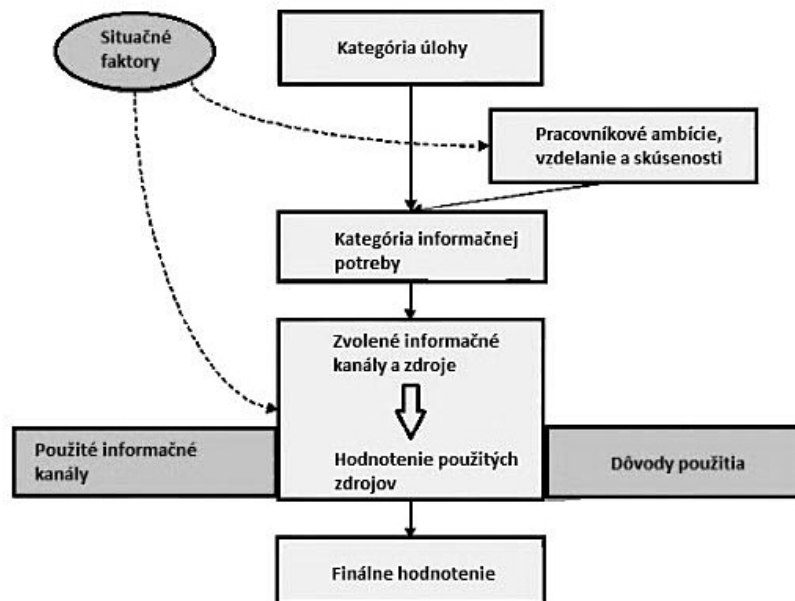 Situačné
faktory
Kategória úlohy
Pracovníkové ambície,
vzdelanie a skúsenosti
Kategória informačnej
potreby
Zvolené informačné
kanály a zdroje
Použité informačné
kanály
Hodnotenie použitých
zdrojov
Dôvody použitia
Finálne hodnotenie